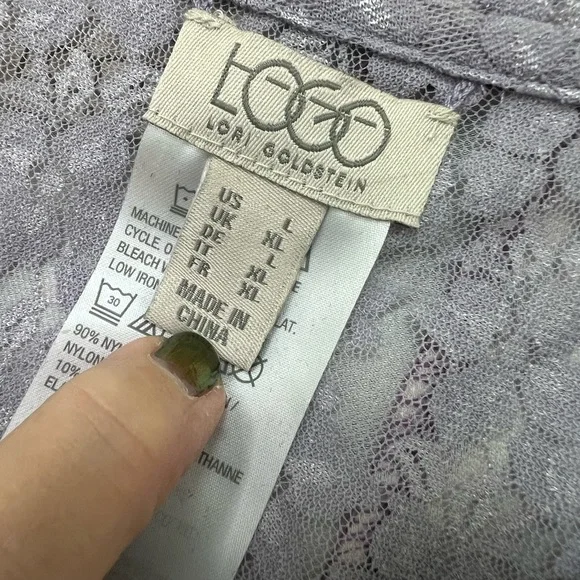 LOGO
LORI GOLDSTEIN
US L
UK XL
DE L
IT XL
FR XL
MADE IN
CHINA
MACHINE
CYCLE. O
BLEACH W
LOW IRON
LAT.
30
90% NY
NYLON
10%
EL
THANNE